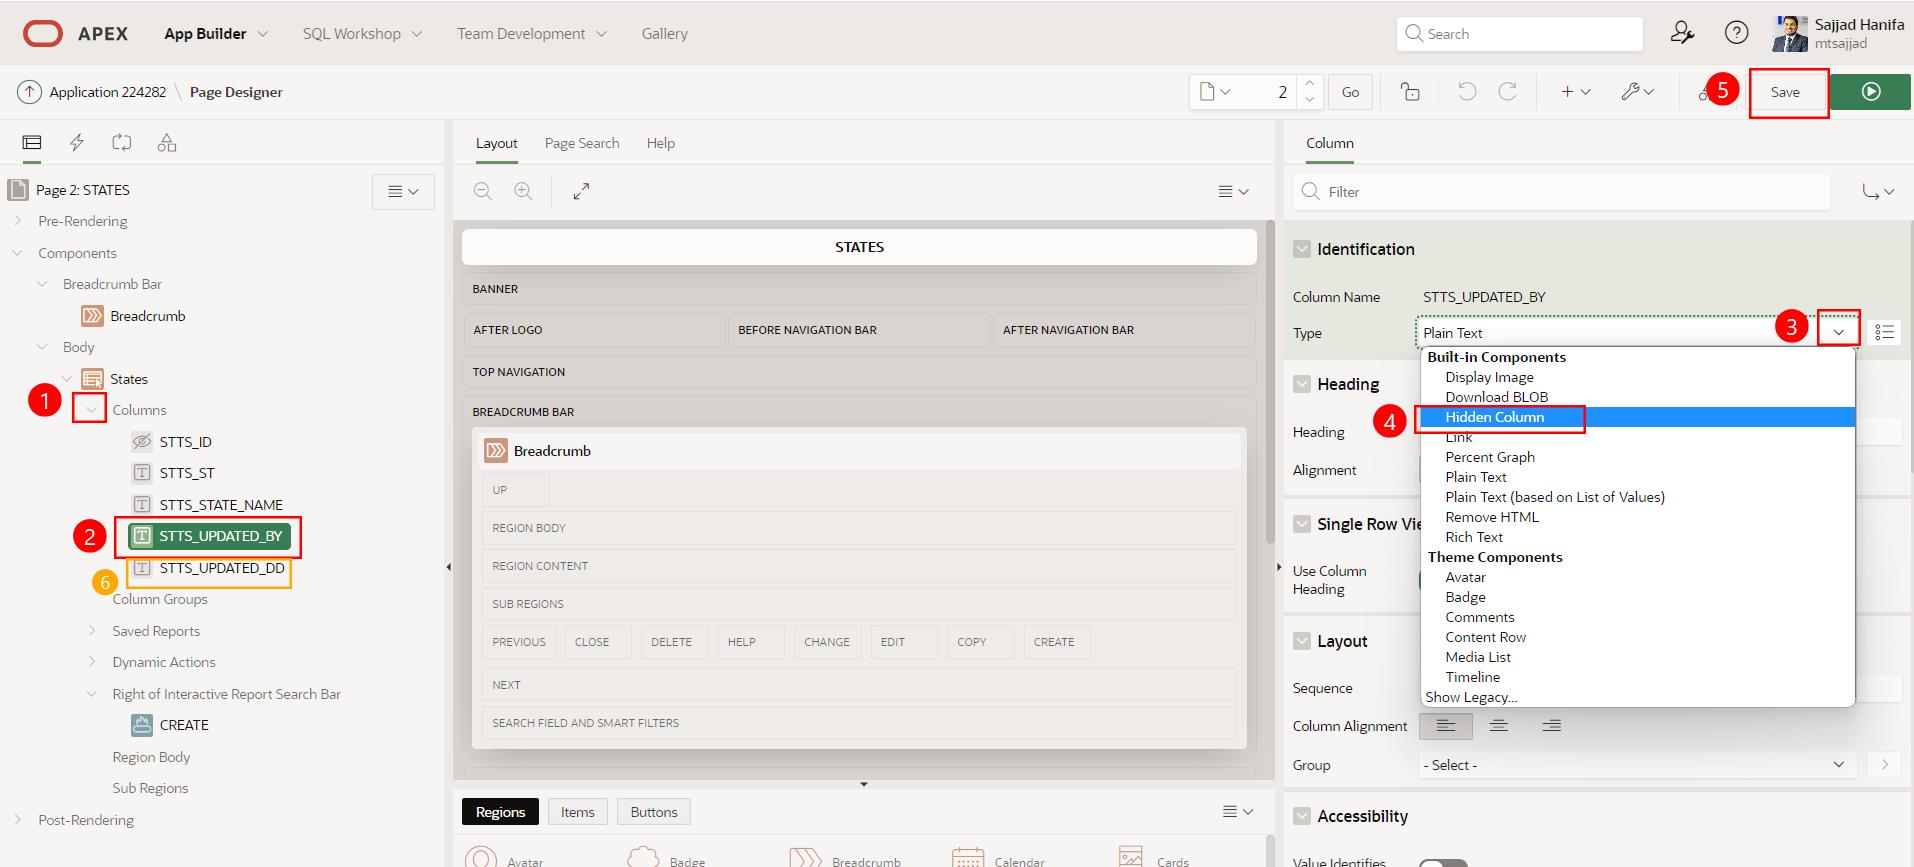 APEX
App Builder
SQL Workshop
Team Development
Gallery
Search
Sajjad Hanifa
mtsajjad
Application 224282 \ Page Designer
2
Go
5
Save
Layout
Page Search
Help
Column
Page 2: STATES
Pre-Rendering
Components
Breadcrumb Bar
Breadcrumb
Body
States
1
Columns
STTS_ID
STTS_ST
STTS_STATE_NAME
2
STTS_UPDATED_BY
STTS_UPDATED_DD
6
Column Groups
Saved Reports
Dynamic Actions
Right of Interactive Report Search Bar
CREATE
Region Body
Sub Regions
Post-Rendering
STATES
BANNER
AFTER LOGO
BEFORE NAVIGATION BAR
AFTER NAVIGATION BAR
TOP NAVIGATION
BREADCRUMB BAR
Breadcrumb
UP
REGION BODY
REGION CONTENT
SUB REGIONS
PREVIOUS
CLOSE
DELETE
HELP
CHANGE
EDIT
COPY
CREATE
NEXT
SEARCH FIELD AND SMART FILTERS
Regions
Items
Buttons
Avatar
Badge
Breadcrumb
Calendar
Cards
Filter
Identification
Column Name
STTS_UPDATED_BY
Type
Plain Text
3
Built-in Components
Display Image
Download BLOB
4
Hidden Column
Link
Percent Graph
Plain Text
Plain Text (based on List of Values)
Remove HTML
Rich Text
Theme Components
Avatar
Badge
Comments
Content Row
Media List
Timeline
Show Legacy...
Heading
Heading
Alignment
Single Row Vie
Use Column
Heading
Layout
Sequence
Column Alignment
Group
- Select -
Accessibility
Value Identifies